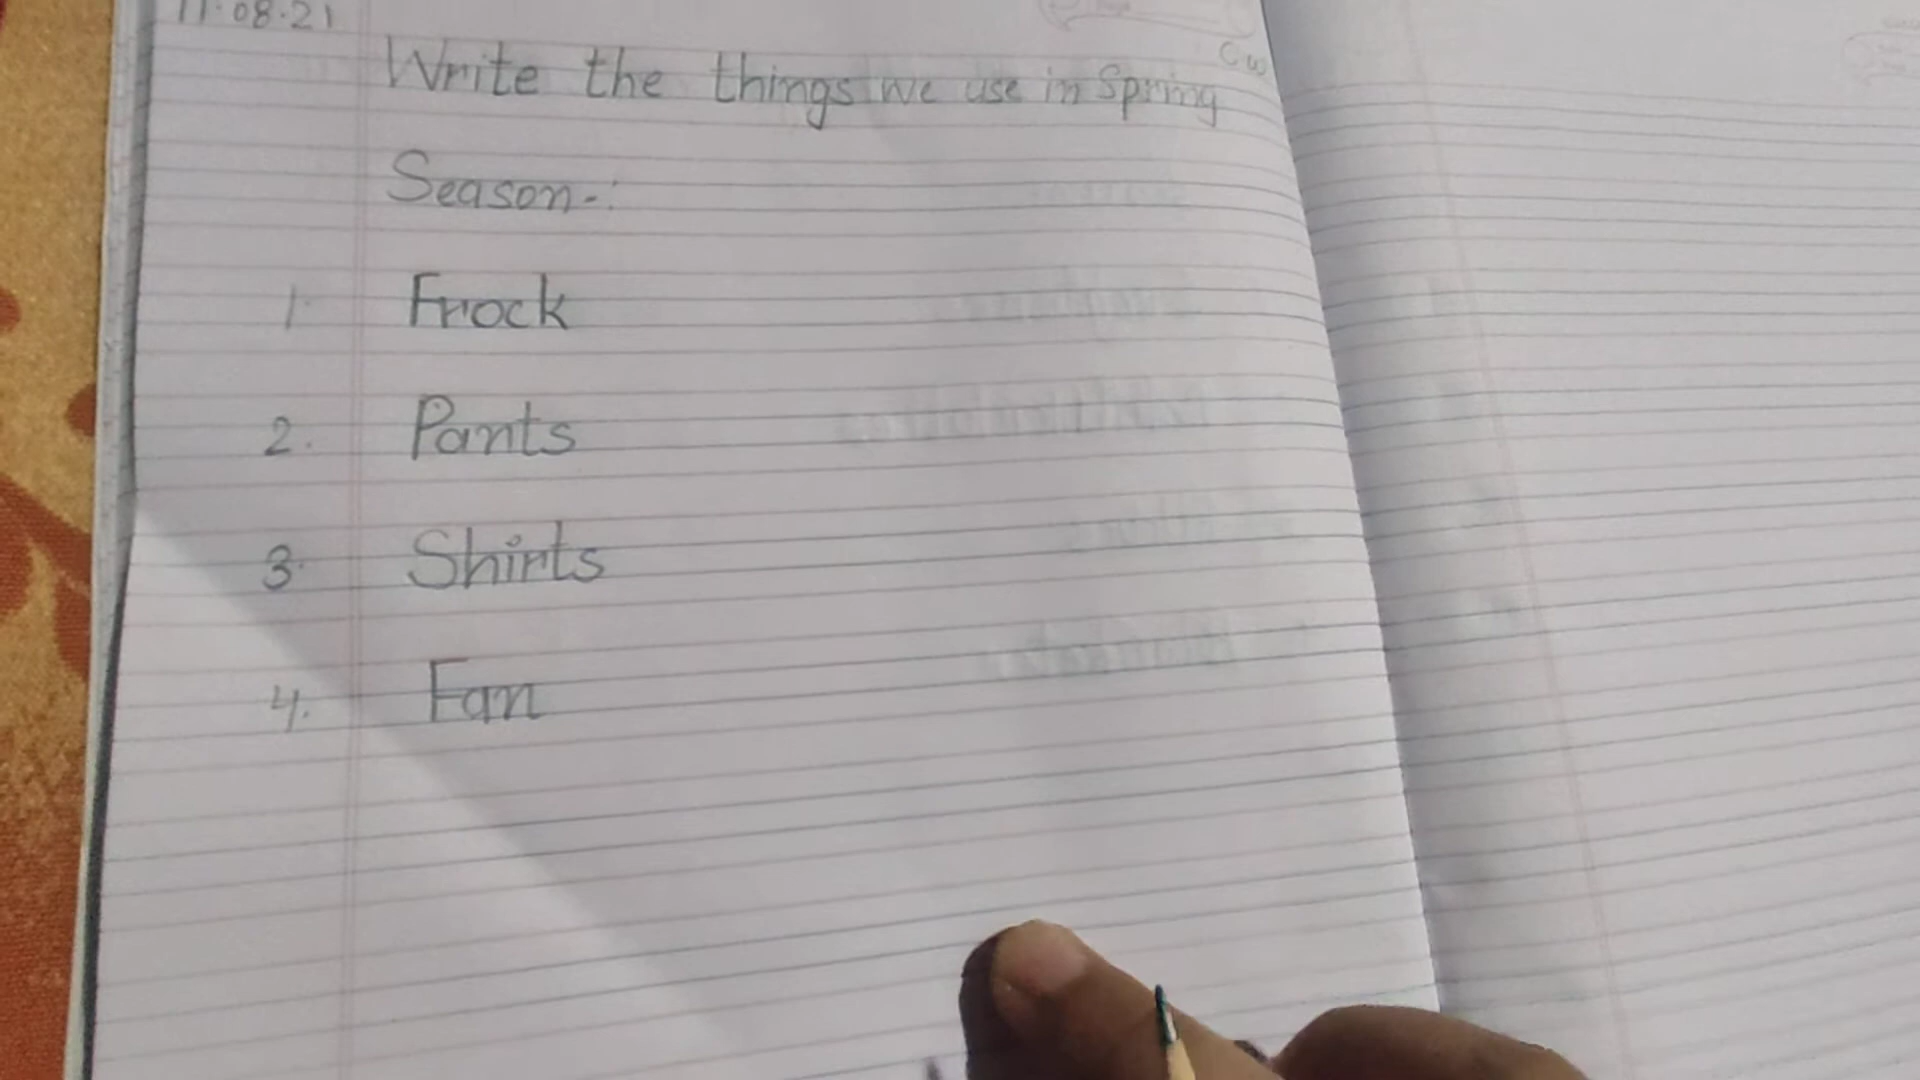 11.08.21
CW
Write the things we use in Spring
Season-:
1. Frock
2. Pants
3. Shirts
4. Fan